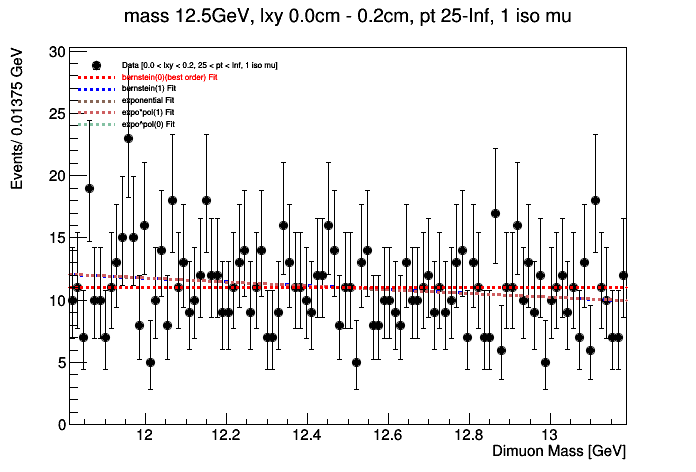 mass 12.5GeV, lxy 0.0cm - 0.2cm, pt 25-Inf, 1 iso mu
Events/ 0.01375 GeV
30
25
20
15
10
5
0
Data [0.0 < lxy < 0.2, 25 < pt < Inf, 1 iso mu]
bernstein(0)(best order) Fit
bernstein(1) Fit
exponential Fit
expo*pol(1) Fit
expo*pol(0) Fit
12 12.2 12.4 12.6 12.8 13
Dimuon Mass [GeV]